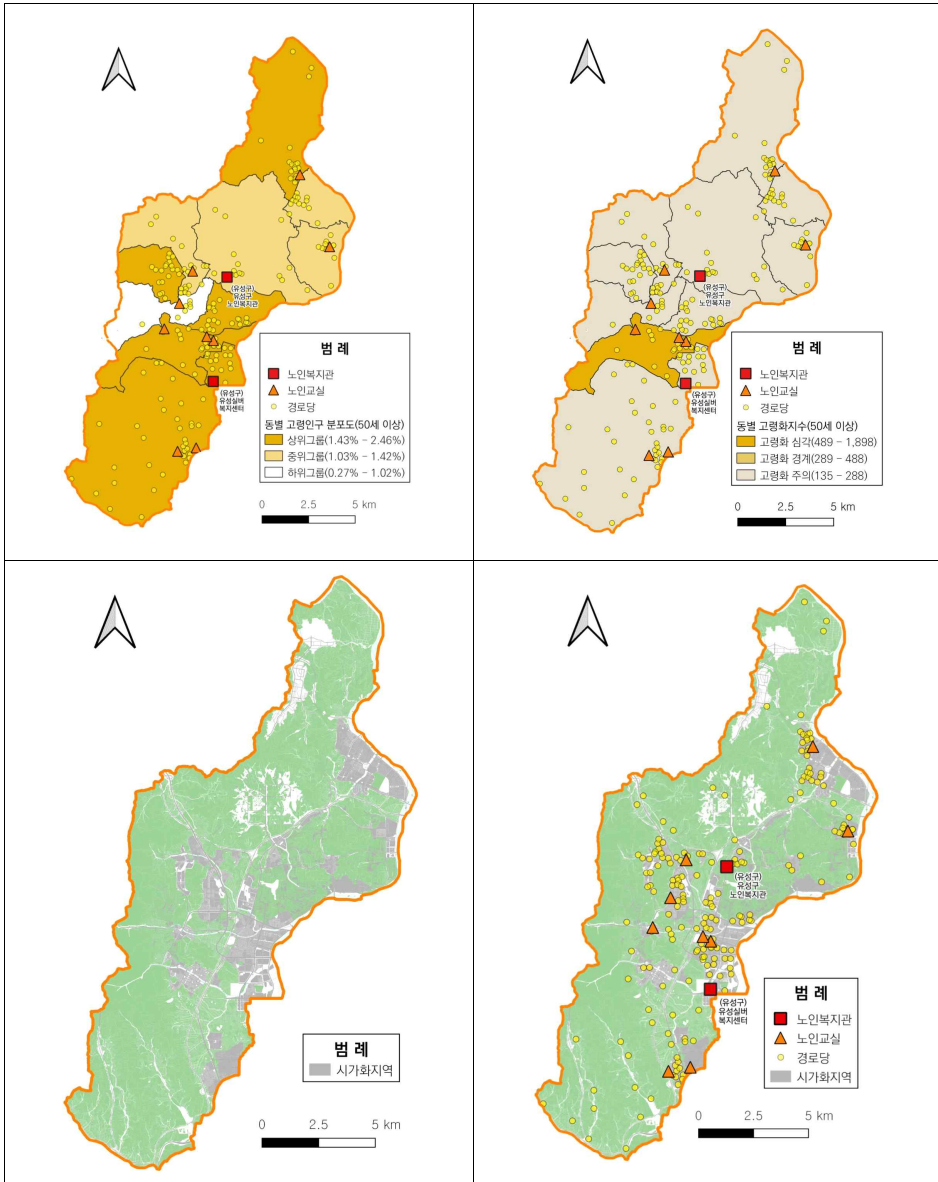 (유성구)
유성구
노인복지관
(유성구)
유성실버
복지센터
범 례
노인복지관
노인교실
경로당
동별 고령인구 분포도(50세 이상)
상위그룹(1.43% - 2.46%)
중위그룹(1.03% - 1.42%)
하위그룹(0.27% - 1.02%)
0 2.5 5 km
(유성구)
유성구
노인복지관
(유성구)
유성실버
복지센터
범 례
노인복지관
노인교실
경로당
동별 고령화지수(50세 이상)
고령화 심각(489 - 1,898)
고령화 경계(289 - 488)
고령화 주의(135 - 288)
0 2.5 5 km
범 례
시가화지역
0 2.5 5 km
(유성구)
유성구
노인복지관
(유성구)
유성실버
복지센터
범 례
노인복지관
노인교실
경로당
시가화지역
0 2.5 5 km